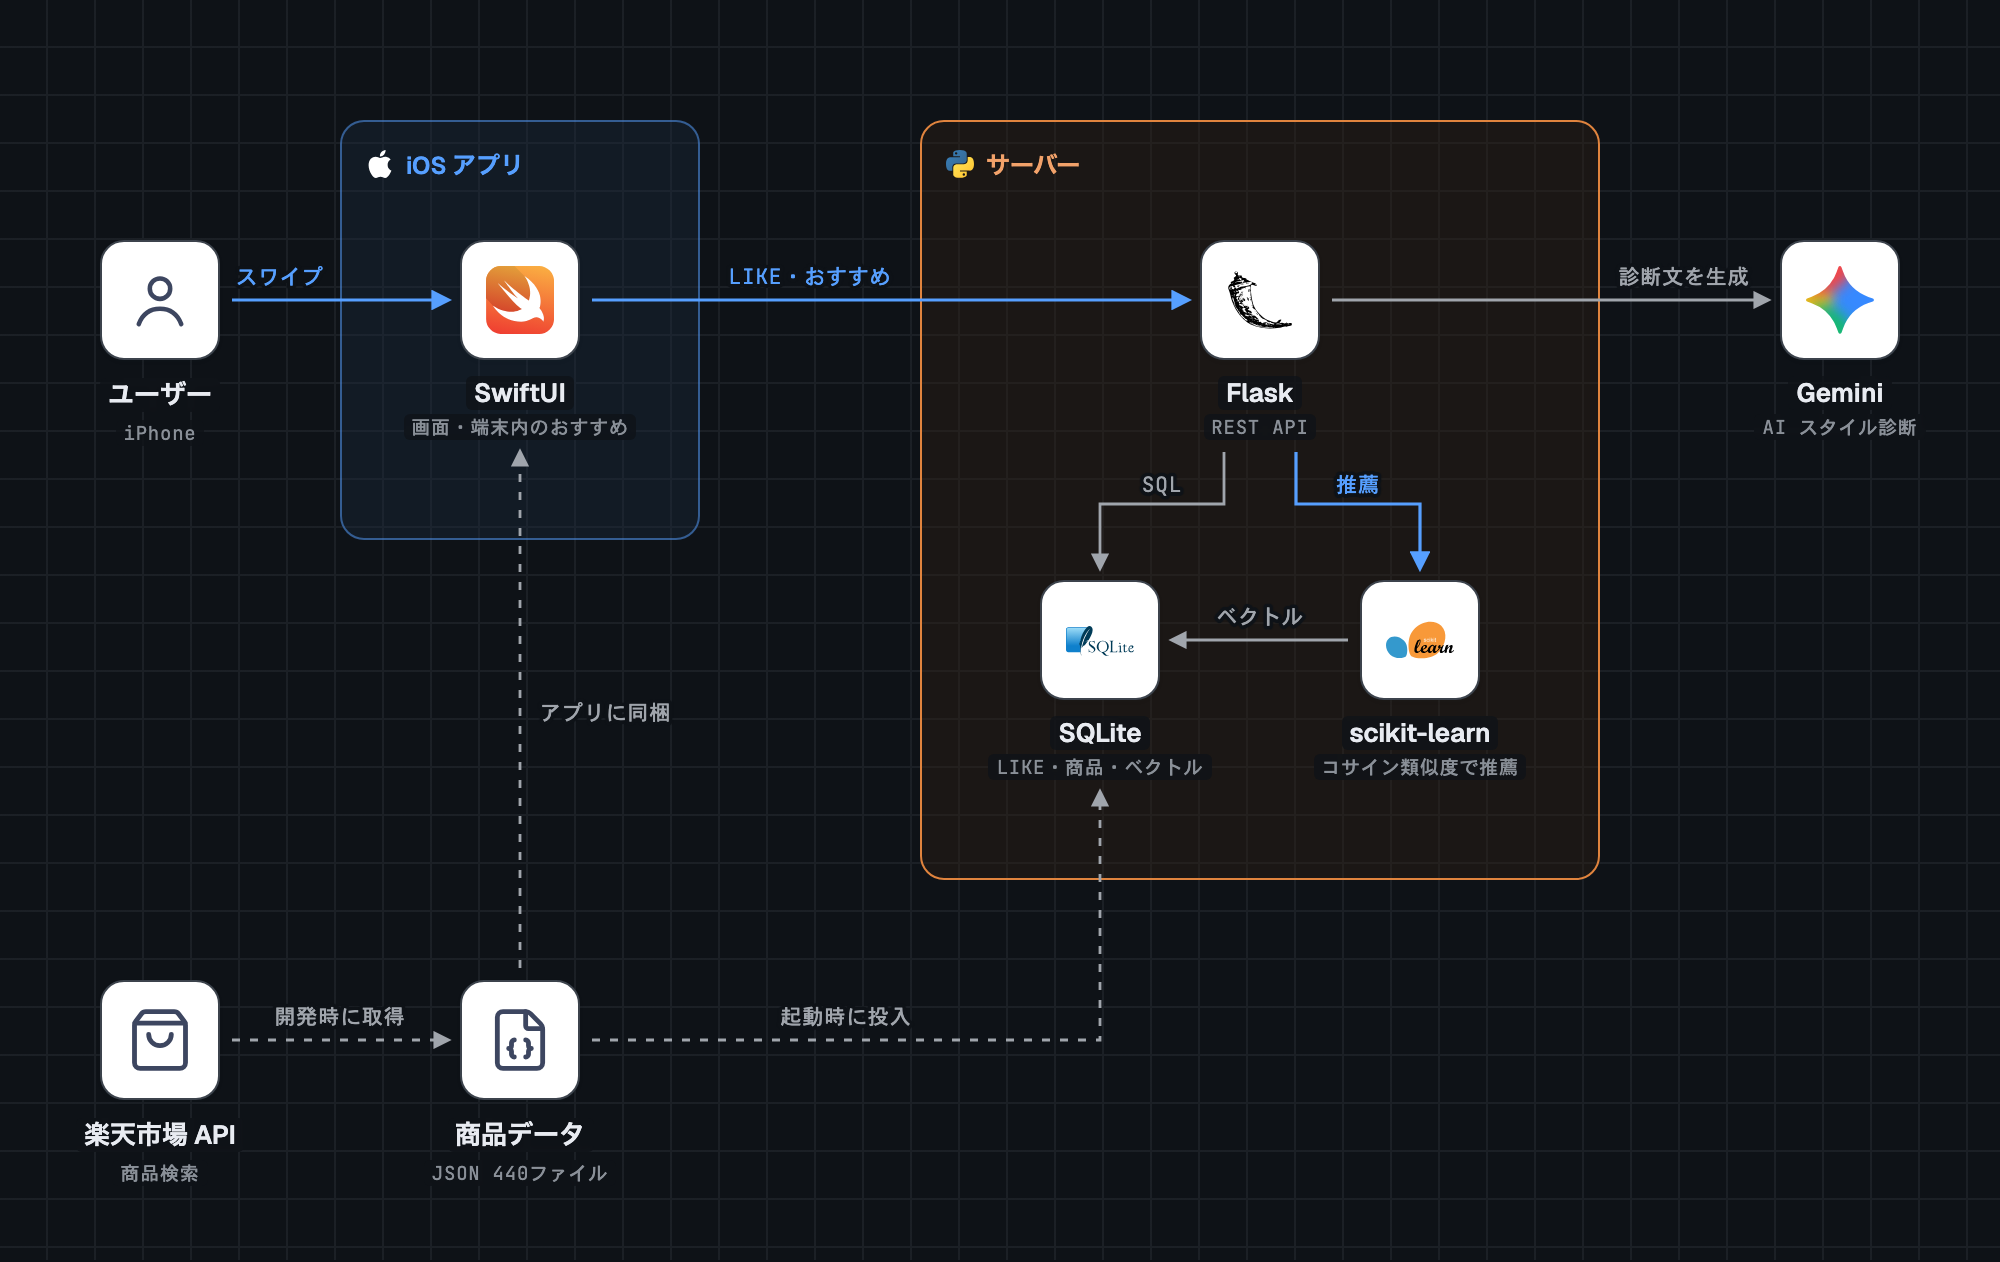 iOS アプリ
サーバー
スワイプ
LIKE・おすすめ
診断文を生成
ユーザー
iPhone
SwiftUI
画面・端末内のおすすめ
Flask
REST API
Gemini
AI スタイル診断
SQL
推薦
ベクトル
SQLite
scikit
learn
SQLite
LIKE・商品・ベクトル
scikit-learn
コサイン類似度で推薦
アプリに同梱
開発時に取得
起動時に投入
{}
楽天市場 API
商品検索
商品データ
JSON 440ファイル